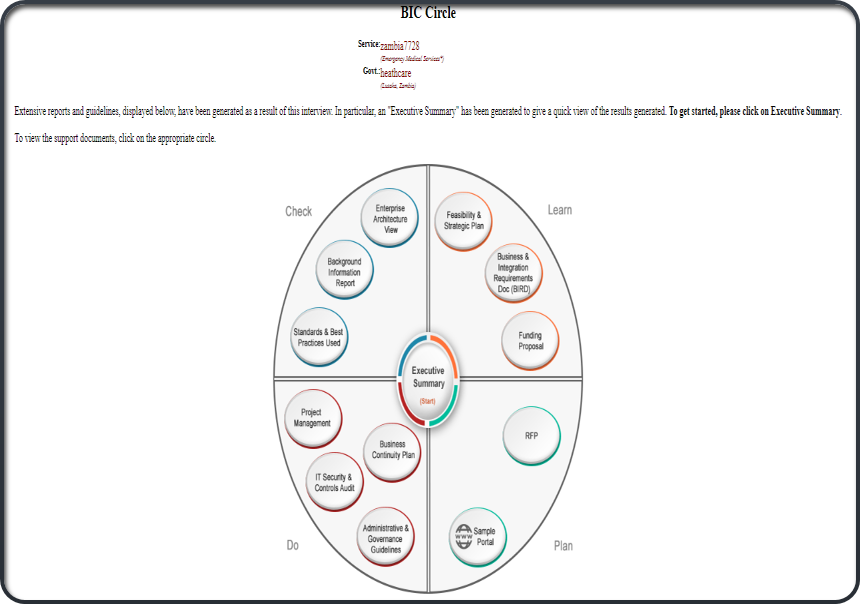 BIC Circle
Service: zambia7728
(Emergency Medical Services*)
Govt.: heathcare
(Lusaka, Zambia)
Extensive reports and guidelines, displayed below, have been generated as a result of this interview. In particular, an "Executive Summary" has been generated to give a quick view of the results generated. To get started, please click on Executive Summary.
To view the support documents, click on the appropriate circle.
Check
Learn
Enterprise
Architecture
View
Feasibility &
Strategic Plan
Background
Information
Report
Business &
Integration
Requirements
Doc (BIRD)
Standards & Best
Practices Used
Funding
Proposal
Executive
Summary
(Start)
Project
Management
Business
Continuity Plan
RFP
IT Security &
Controls Audit
Administrative &
Governance
Guidelines
WWW
Sample
Portal
Do
Plan